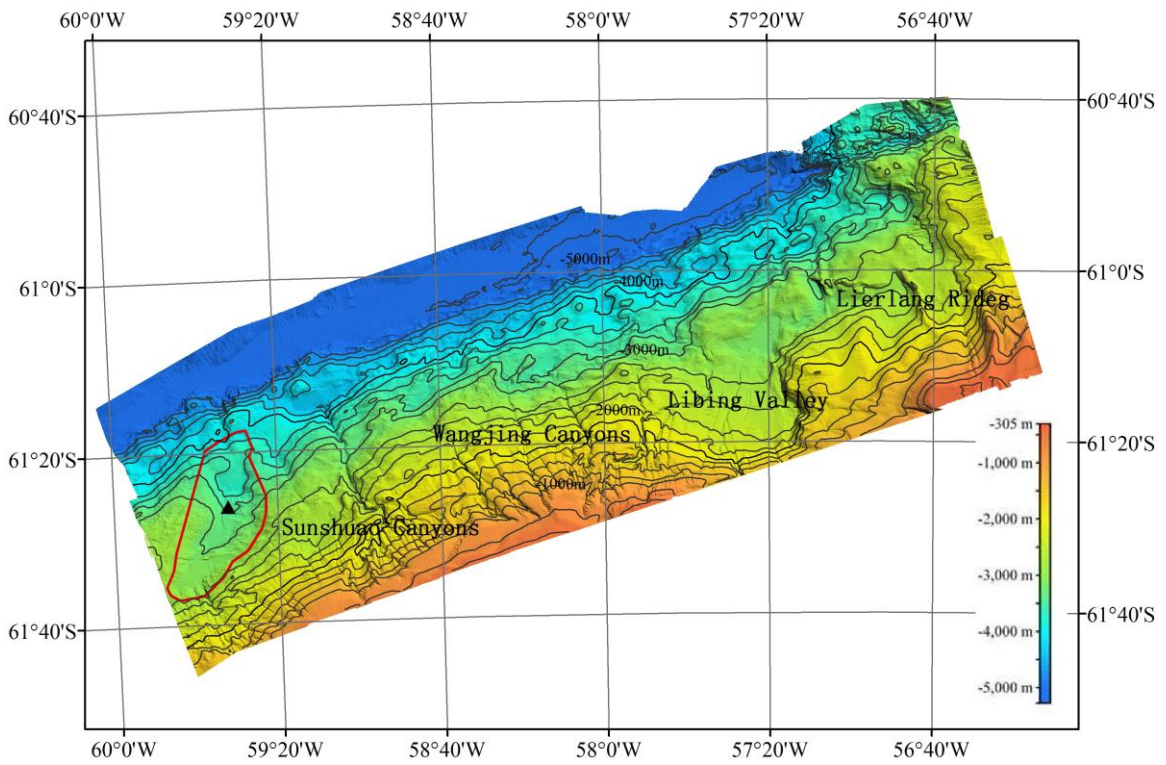 60°0'W 59°20'W 58°40'W 58°0'W 57°20'W 56°40'W
60°40'S 60°40'S
-5000m
61°0'S 61°0'S
-4000m
Lierlang Rideg
-3000m
Libing Valley
-2000m
Wangjing Canyons
61°20'S 61°20'S
-1000m
Sunshuao Canyons
61°40'S 61°40'S
-305 m
-1,000 m
-2,000 m
-3,000 m
-4,000 m
-5,000 m
60°0'W 59°20'W 58°40'W 58°0'W 57°20'W 56°40'W